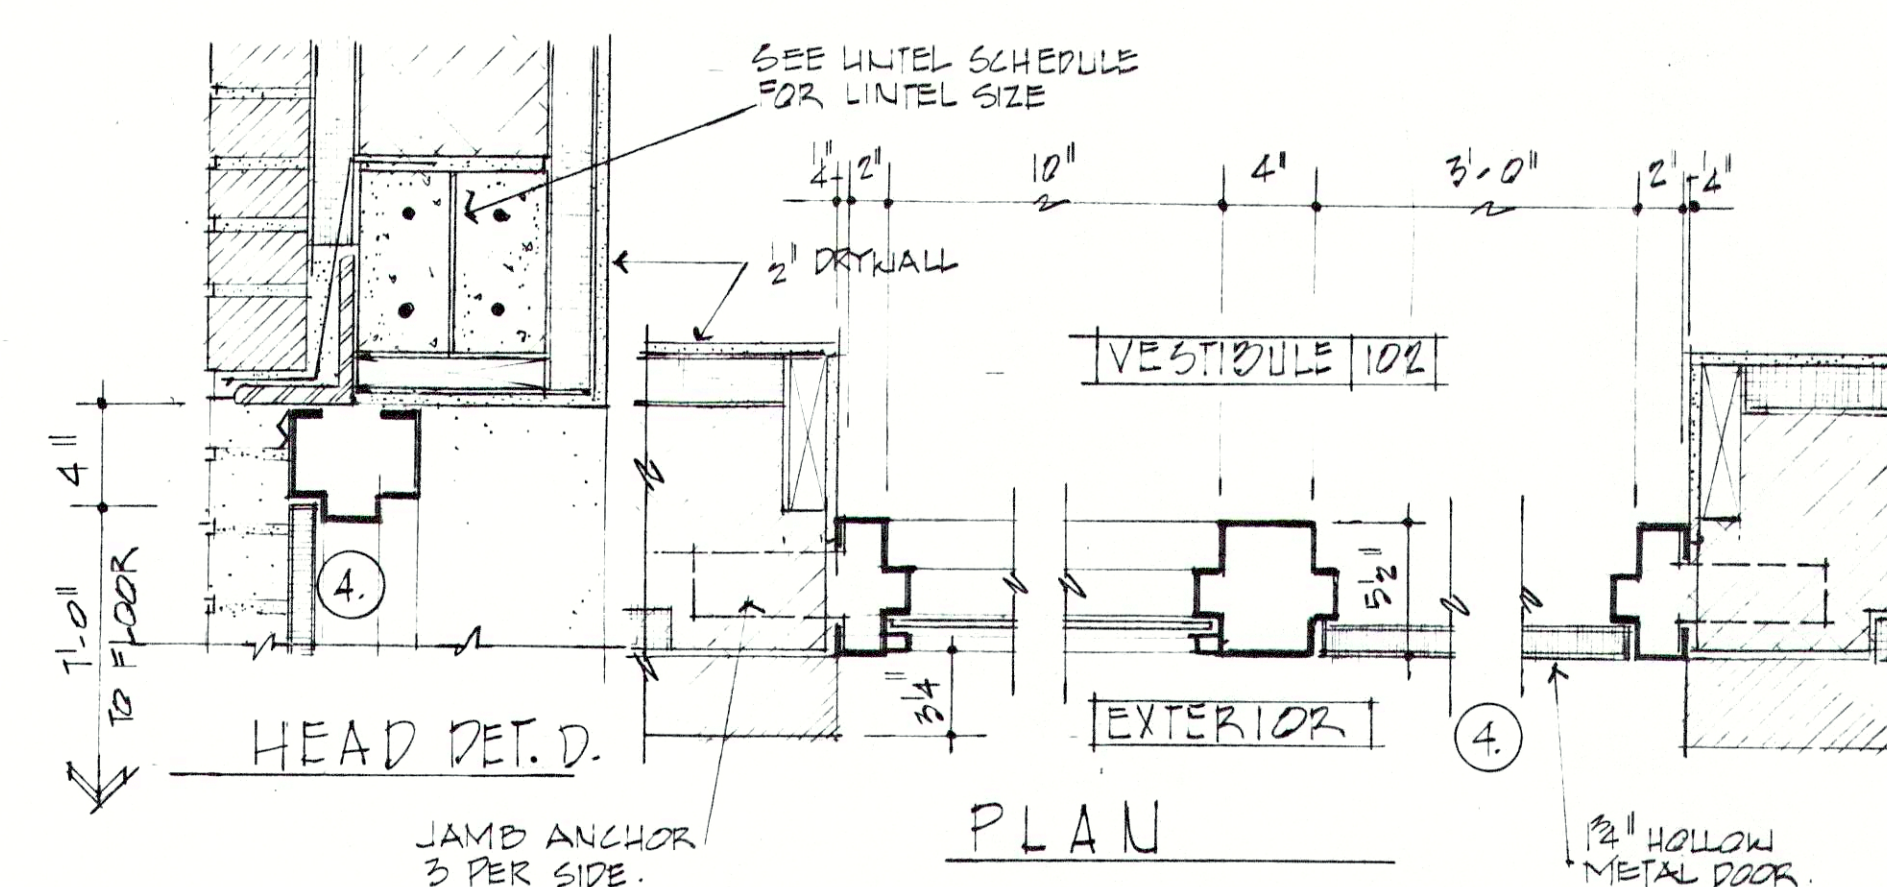 SEE LINTEL SCHEDULE
FOR LINTEL SIZE
1/4" 2" 10" 4" 3'-0" 2" 1/4"
1/2" DRYWALL
VESTIBULE 102
4"
7'-0"
TO FLOOR
4.
5 1/2"
3 1/4"
EXTERIOR
4.
HEAD DET. D.
PLAN
JAMB ANCHOR
3 PER SIDE.
1 3/4" HOLLOW
METAL DOOR.